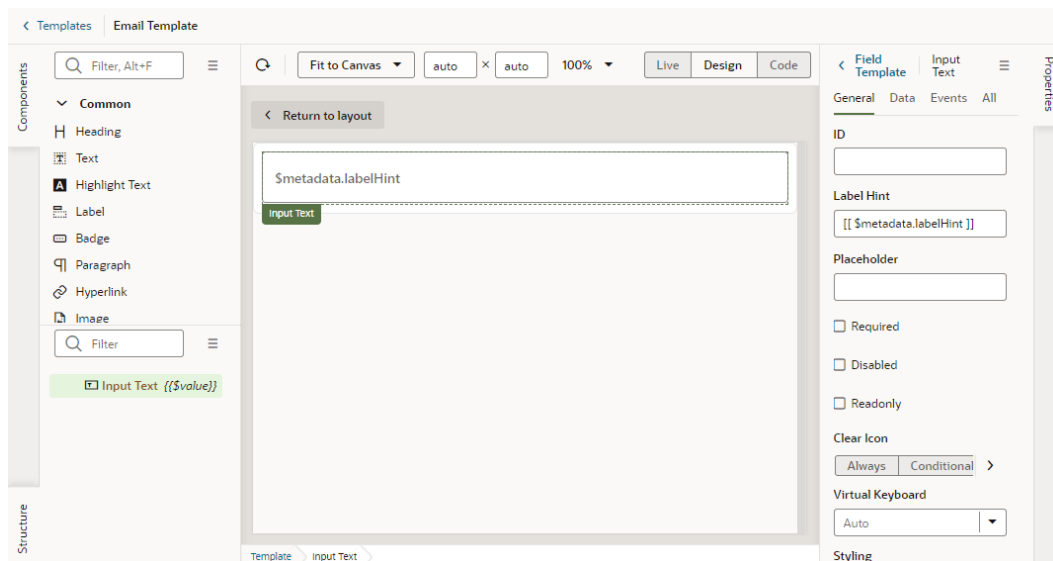 Templates
Email Template
Components
Filter, Alt+F
Common
Heading
Text
Highlight Text
Label
Badge
Paragraph
Hyperlink
Image
Filter
Input Text {{$value}}
Structure
Fit to Canvas
auto × auto
100%
Live Design Code
Return to layout
$metadata.labelHint
Input Text
Template
Input Text
Field Template
Input Text
General Data Events All
ID
Label Hint
[[ $metadata.labelHint ]]
Placeholder
Required
Disabled
Readonly
Clear Icon
Always Conditional
Virtual Keyboard
Auto
Styling
Properties